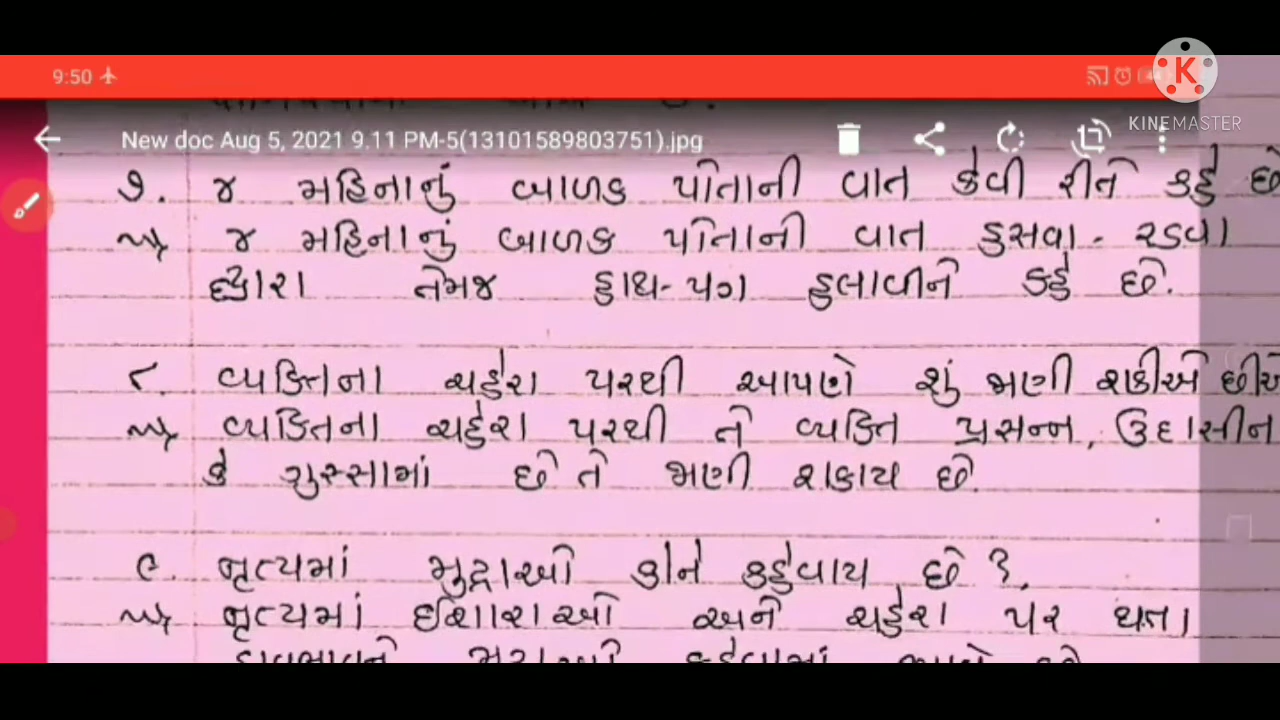 9:50
KINEMASTER
New doc Aug 5, 2021 9.11 PM-5(13101589803751).jpg
૭. ૪ મહિનાનું બાળક પોતાની વાત કેવી રીતે કહે છે
૪ મહિનાનું બાળક પોતાની વાત હસવા - રડવા
દ્વારા તેમજ હાથ-પગ હલાવીને કહે છે.
૮. વ્યક્તિના ચહેરા પરથી આપણે શું જાણી શકીએ છીએ
વ્યક્તિના ચહેરા પરથી તે વ્યક્તિ પ્રસન્ન, ઉદાસીન
કે ગુસ્સામાં છે તે જાણી શકાય છે.
૯. નૃત્યમાં મુદ્રાઓ કોને કહેવાય છે ?
નૃત્યમાં ઈશારાઓ અને ચહેરા પર થતા